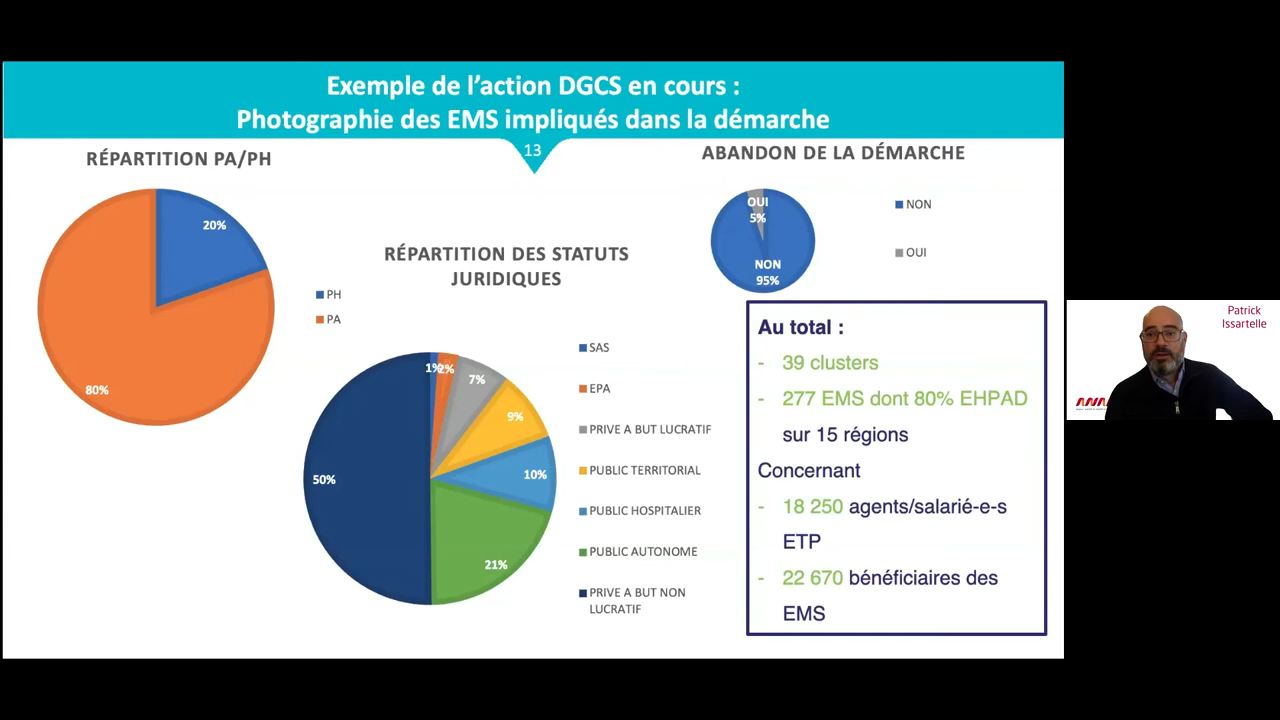 Exemple de l'action DGCS en cours :
Photographie des EMS impliqués dans la démarche
13
RÉPARTITION PA/PH
20%
80%
PH
PA
RÉPARTITION DES STATUTS
JURIDIQUES
1%
2%
7%
9%
10%
21%
50%
SAS
EPA
PRIVE A BUT LUCRATIF
PUBLIC TERRITORIAL
PUBLIC HOSPITALIER
PUBLIC AUTONOME
PRIVE A BUT NON
LUCRATIF
ABANDON DE LA DÉMARCHE
OUI
5%
NON
95%
NON
OUI
Au total :
- 39 clusters
- 277 EMS dont 80% EHPAD
sur 15 régions
Concernant
- 18 250 agents/salarié-e-s
ETP
- 22 670 bénéficiaires des
EMS
Patrick
Issartelle